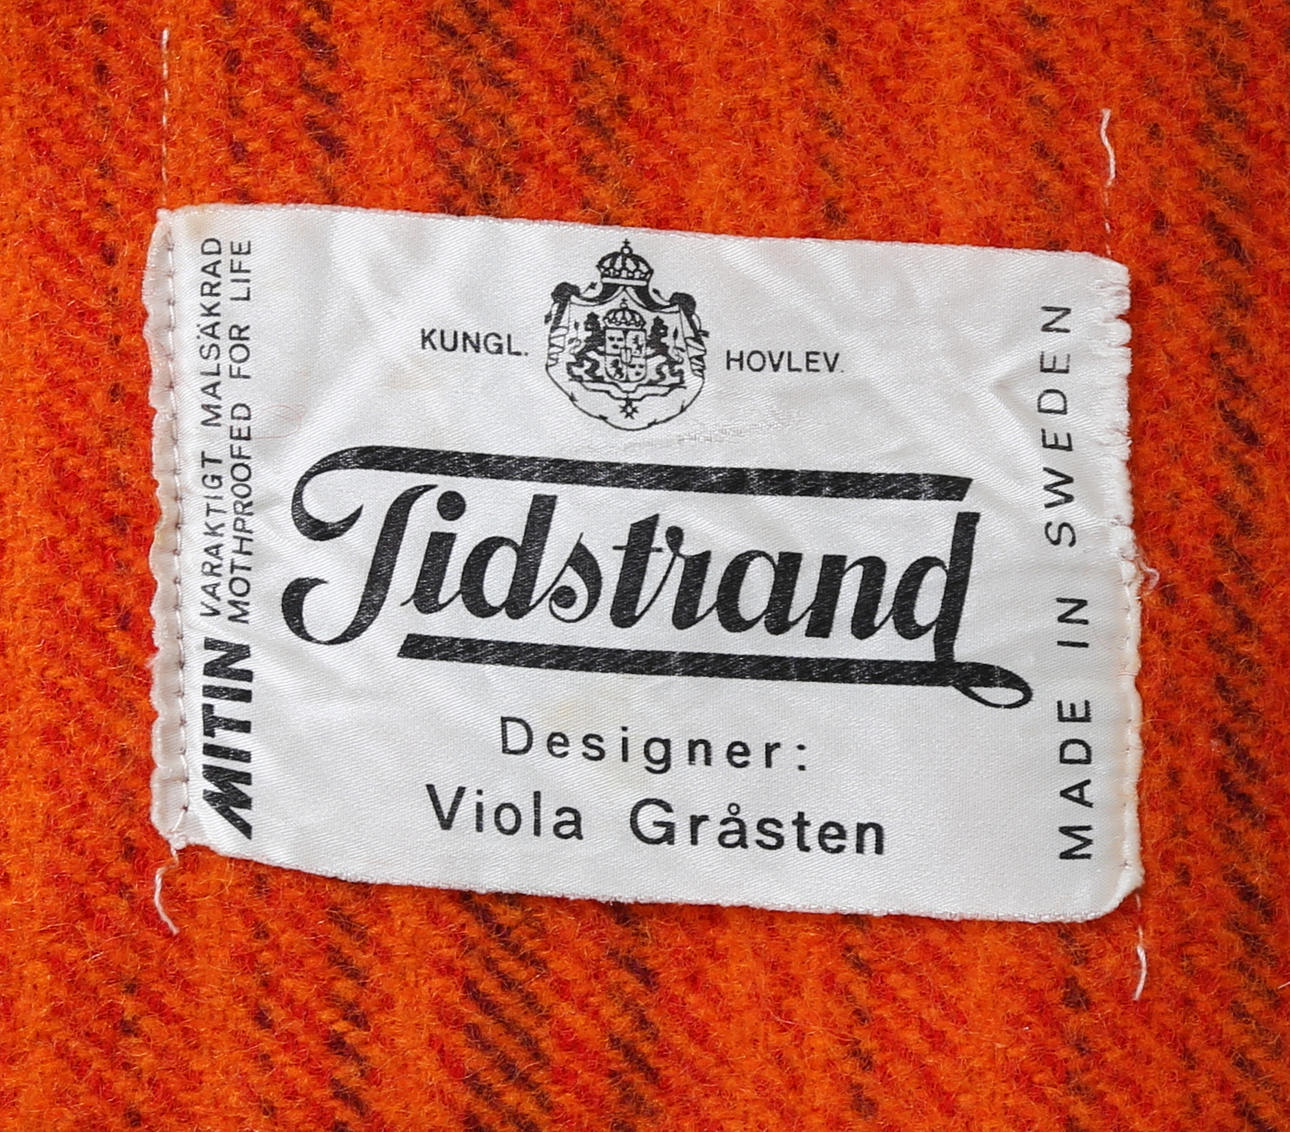 KUNGL. HOVLEV.
Tidstrand
Designer:
Viola Gråsten
MITIN VARAKTIGT MALSÄKRAD
MOTHPROOFED FOR LIFE
MADE IN SWEDEN